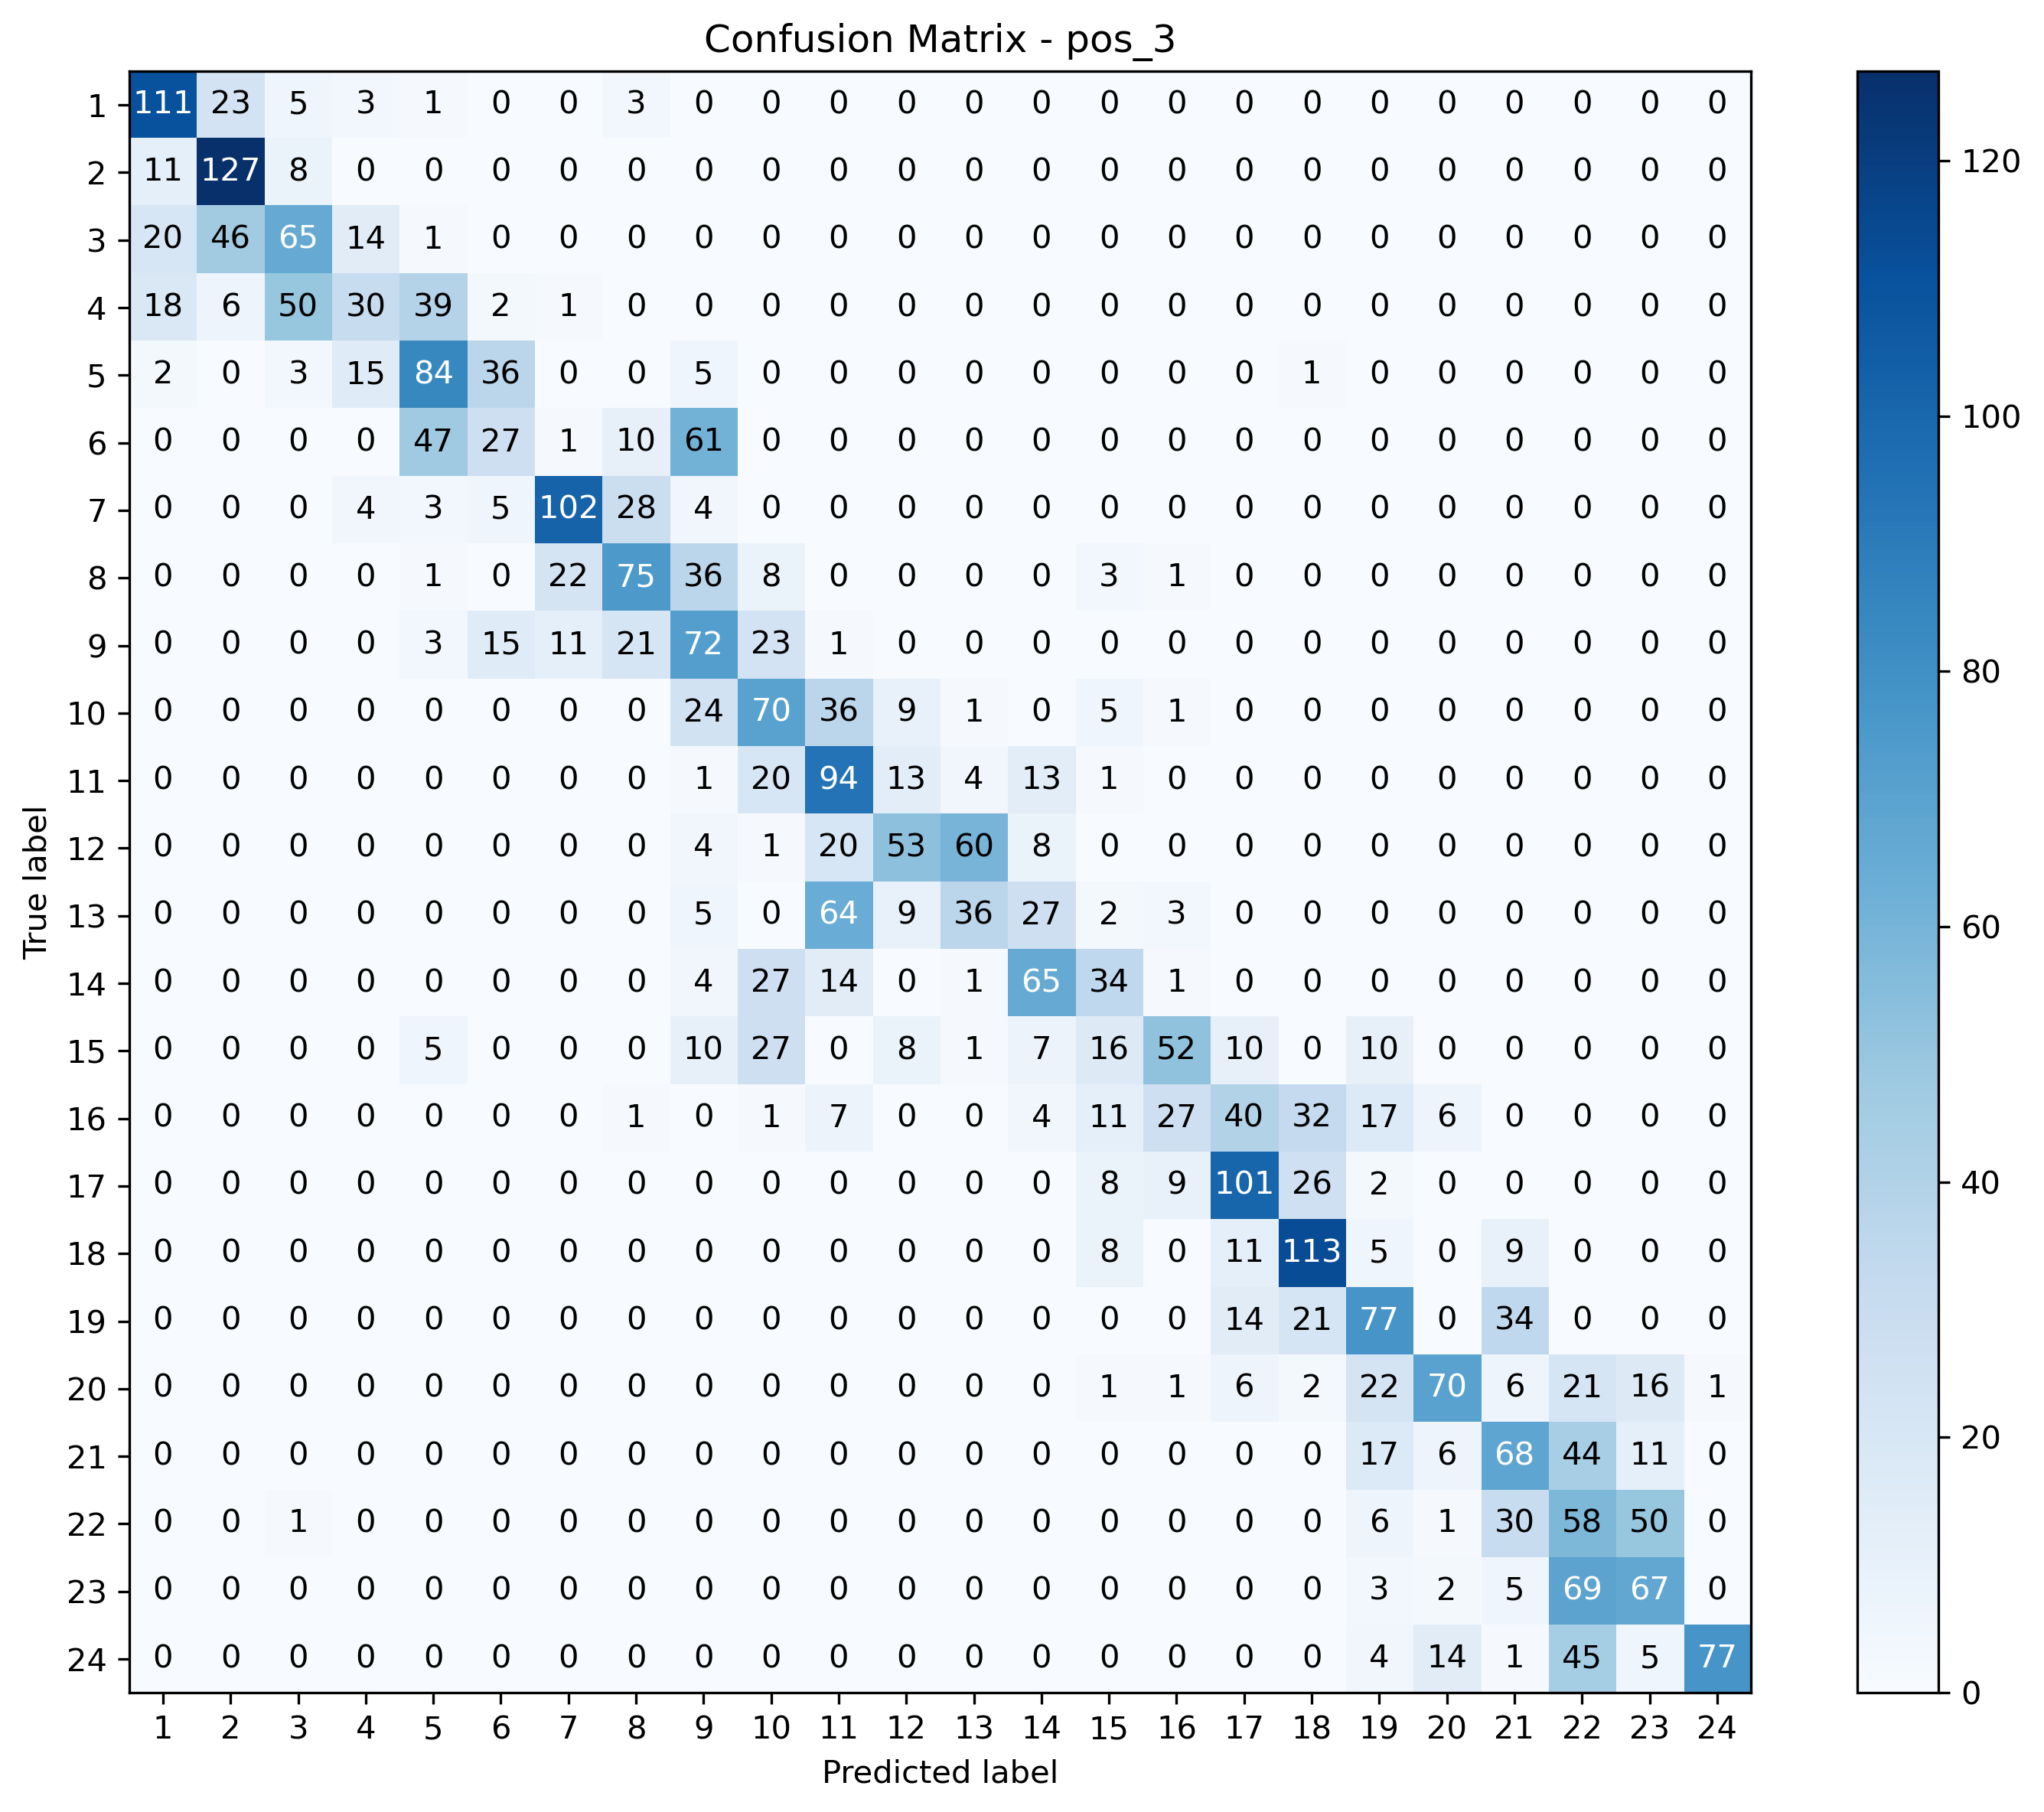 Confusion Matrix - pos_3
1 111 23 5 3 1 0 0 3 0 0 0 0 0 0 0 0 0 0 0 0 0 0 0 0
2 11 127 8 0 0 0 0 0 0 0 0 0 0 0 0 0 0 0 0 0 0 0 0 0
3 20 46 65 14 1 0 0 0 0 0 0 0 0 0 0 0 0 0 0 0 0 0 0 0
4 18 6 50 30 39 2 1 0 0 0 0 0 0 0 0 0 0 0 0 0 0 0 0 0
5 2 0 3 15 84 36 0 0 5 0 0 0 0 0 0 0 0 1 0 0 0 0 0 0
6 0 0 0 0 47 27 1 10 61 0 0 0 0 0 0 0 0 0 0 0 0 0 0 0
7 0 0 0 4 3 5 102 28 4 0 0 0 0 0 0 0 0 0 0 0 0 0 0 0
8 0 0 0 0 1 0 22 75 36 8 0 0 0 0 3 1 0 0 0 0 0 0 0 0
9 0 0 0 0 3 15 11 21 72 23 1 0 0 0 0 0 0 0 0 0 0 0 0 0
10 0 0 0 0 0 0 0 0 24 70 36 9 1 0 5 1 0 0 0 0 0 0 0 0
11 0 0 0 0 0 0 0 0 1 20 94 13 4 13 1 0 0 0 0 0 0 0 0 0
12 0 0 0 0 0 0 0 0 4 1 20 53 60 8 0 0 0 0 0 0 0 0 0 0
13 0 0 0 0 0 0 0 0 5 0 64 9 36 27 2 3 0 0 0 0 0 0 0 0
14 0 0 0 0 0 0 0 0 4 27 14 0 1 65 34 1 0 0 0 0 0 0 0 0
15 0 0 0 0 5 0 0 0 10 27 0 8 1 7 16 52 10 0 10 0 0 0 0 0
16 0 0 0 0 0 0 0 1 0 1 7 0 0 4 11 27 40 32 17 6 0 0 0 0
17 0 0 0 0 0 0 0 0 0 0 0 0 0 0 8 9 101 26 2 0 0 0 0 0
18 0 0 0 0 0 0 0 0 0 0 0 0 0 0 8 0 11 113 5 0 9 0 0 0
19 0 0 0 0 0 0 0 0 0 0 0 0 0 0 0 0 14 21 77 0 34 0 0 0
20 0 0 0 0 0 0 0 0 0 0 0 0 0 0 1 1 6 2 22 70 6 21 16 1
21 0 0 0 0 0 0 0 0 0 0 0 0 0 0 0 0 0 0 17 6 68 44 11 0
22 0 0 1 0 0 0 0 0 0 0 0 0 0 0 0 0 0 0 6 1 30 58 50 0
23 0 0 0 0 0 0 0 0 0 0 0 0 0 0 0 0 0 0 3 2 5 69 67 0
24 0 0 0 0 0 0 0 0 0 0 0 0 0 0 0 0 0 0 4 14 1 45 5 77
1 2 3 4 5 6 7 8 9 10 11 12 13 14 15 16 17 18 19 20 21 22 23 24
Predicted label
True label
120
100
80
60
40
20
0